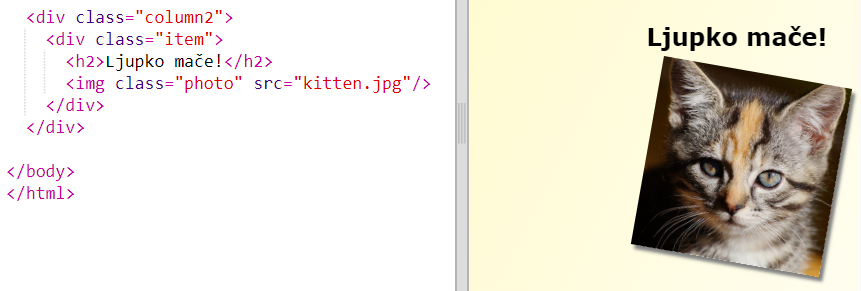 <div class="column2">
<div class="item">
<h2>Ljupko mače!</h2>
<img class="photo" src="kitten.jpg"/>
</div>
</div>
</body>
</html>
Ljupko mače!